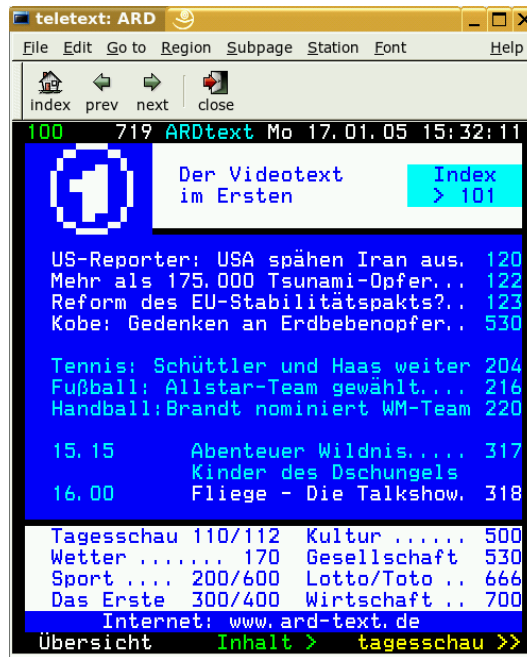 teletext: ARD
File Edit Go to Region Subpage Station Font Help
index prev next close
100 719 ARDtext Mo 17.01.05 15:32:11
1
Der Videotext
im Ersten
Index
> 101
US-Reporter: USA spähen Iran aus. 120
Mehr als 175.000 Tsunami-Opfer... 122
Reform des EU-Stabilitätspakts?.. 123
Kobe: Gedenken an Erdbebenopfer.. 530
Tennis: Schüttler und Haas weiter 204
Fußball: Allstar-Team gewählt.... 216
Handball:Brandt nominiert WM-Team 220
15.15 Abenteuer Wildnis..... 317
Kinder des Dschungels
16.00 Fliege - Die Talkshow. 318
Tagesschau 110/112 Kultur ...... 500
Wetter ....... 170 Gesellschaft 530
Sport .... 200/600 Lotto/Toto .. 666
Das Erste 300/400 Wirtschaft .. 700
Internet: www.ard-text.de
Übersicht Inhalt > tagesschau >>